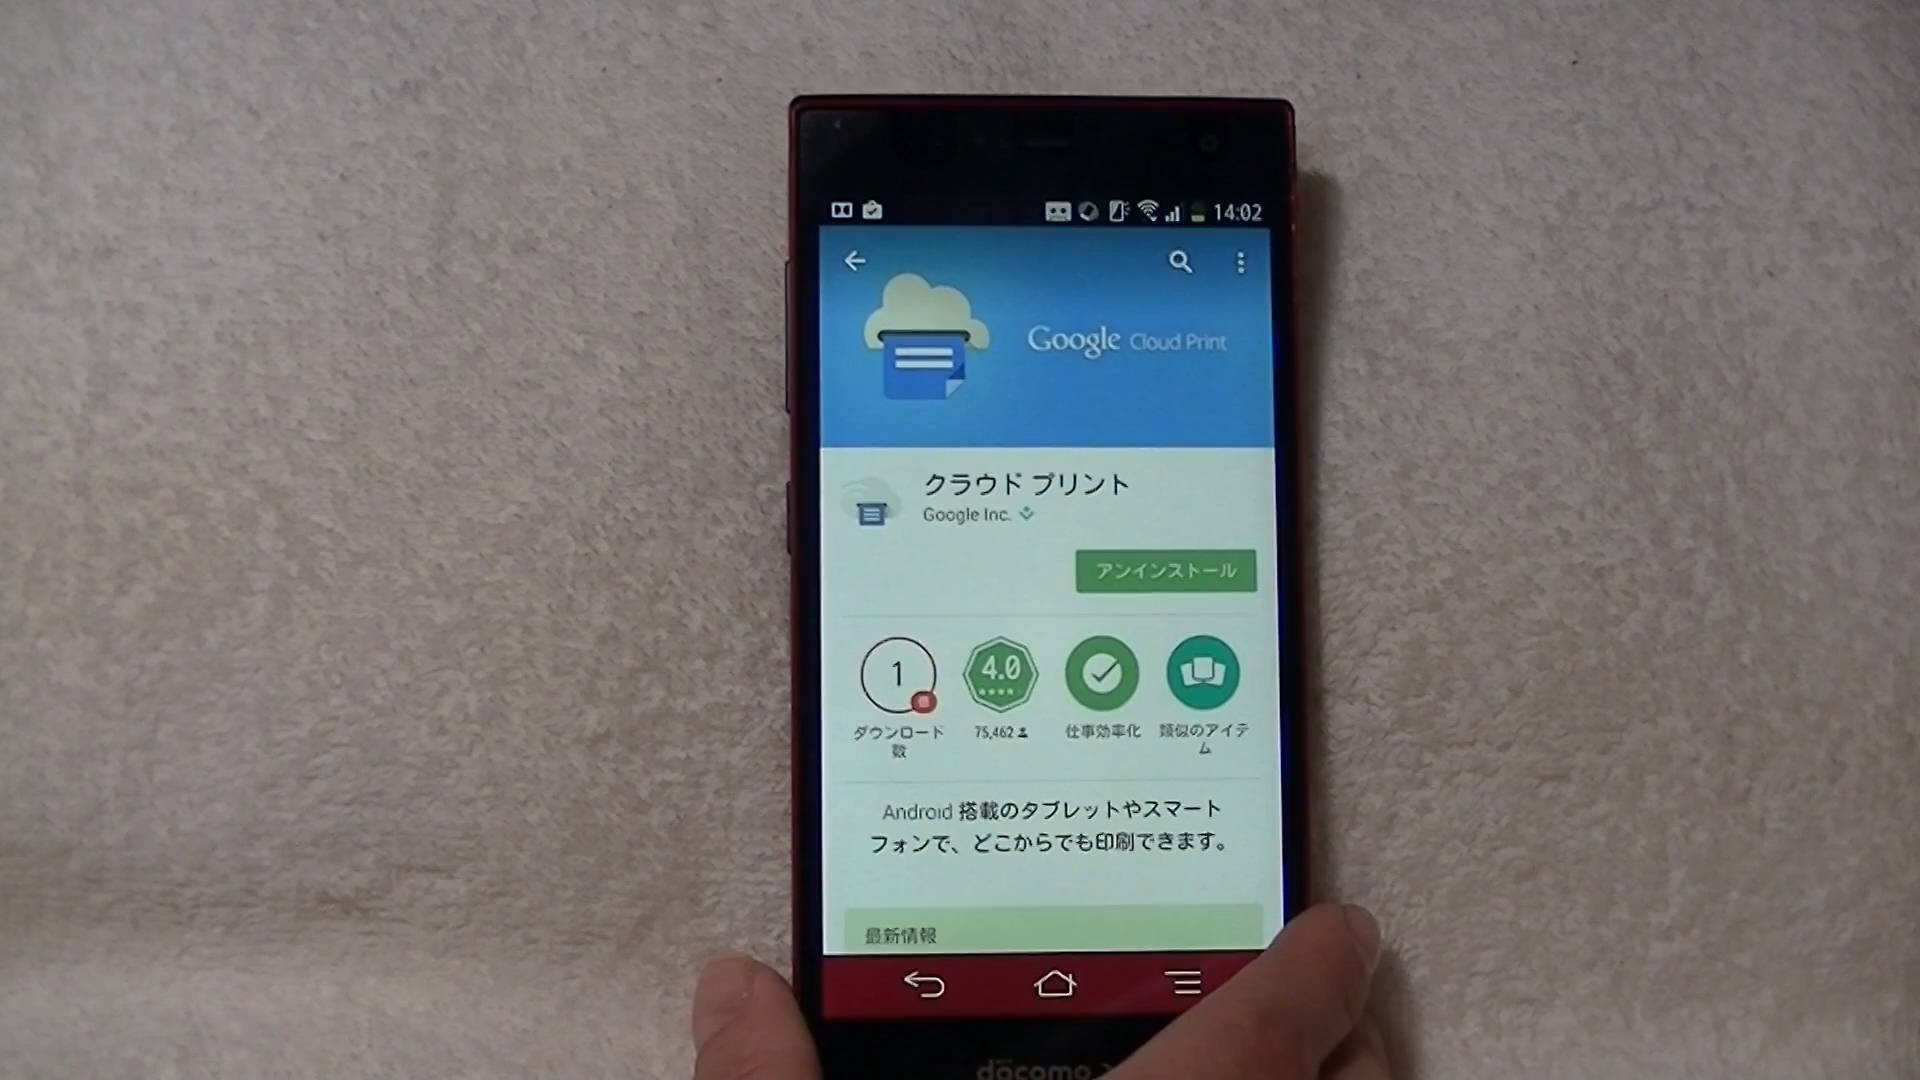 14:02
Google Cloud Print
クラウド プリント
Google Inc.
アンインストール
1
4.0
ダウンロード
数
75,462
仕事効率化
類似のアイテ
ム
Android 搭載のタブレットやスマート
フォンで、どこからでも印刷できます。
最新情報
docomo